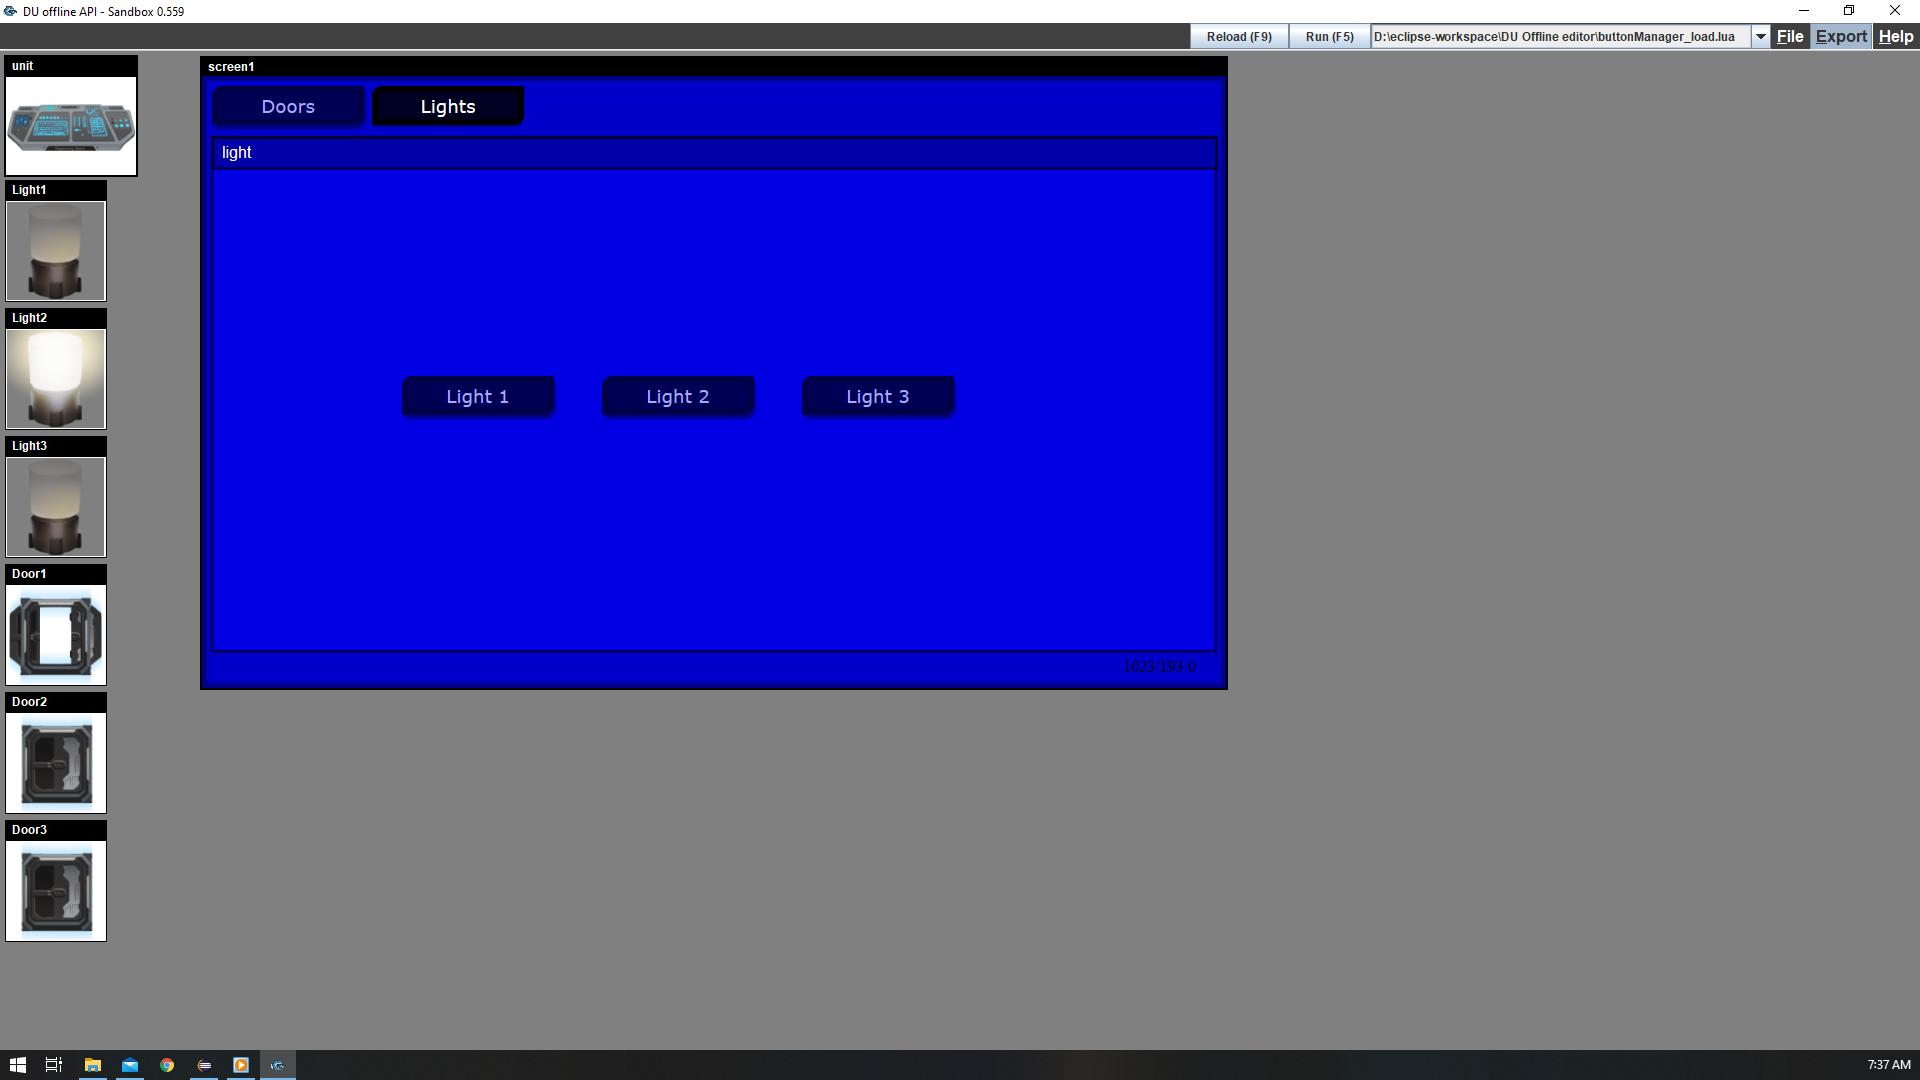 DU offline API - Sandbox 0.559
Reload (F9)
Run (F5)
D:\eclipse-workspace\DU Offline editor\buttonManager_load.lua
File
Export
Help
unit
screen1
Doors
Lights
light
Light1
Light2
Light3
Door1
Door2
Door3
Light 1
Light 2
Light 3
1023/193:0
7:37 AM